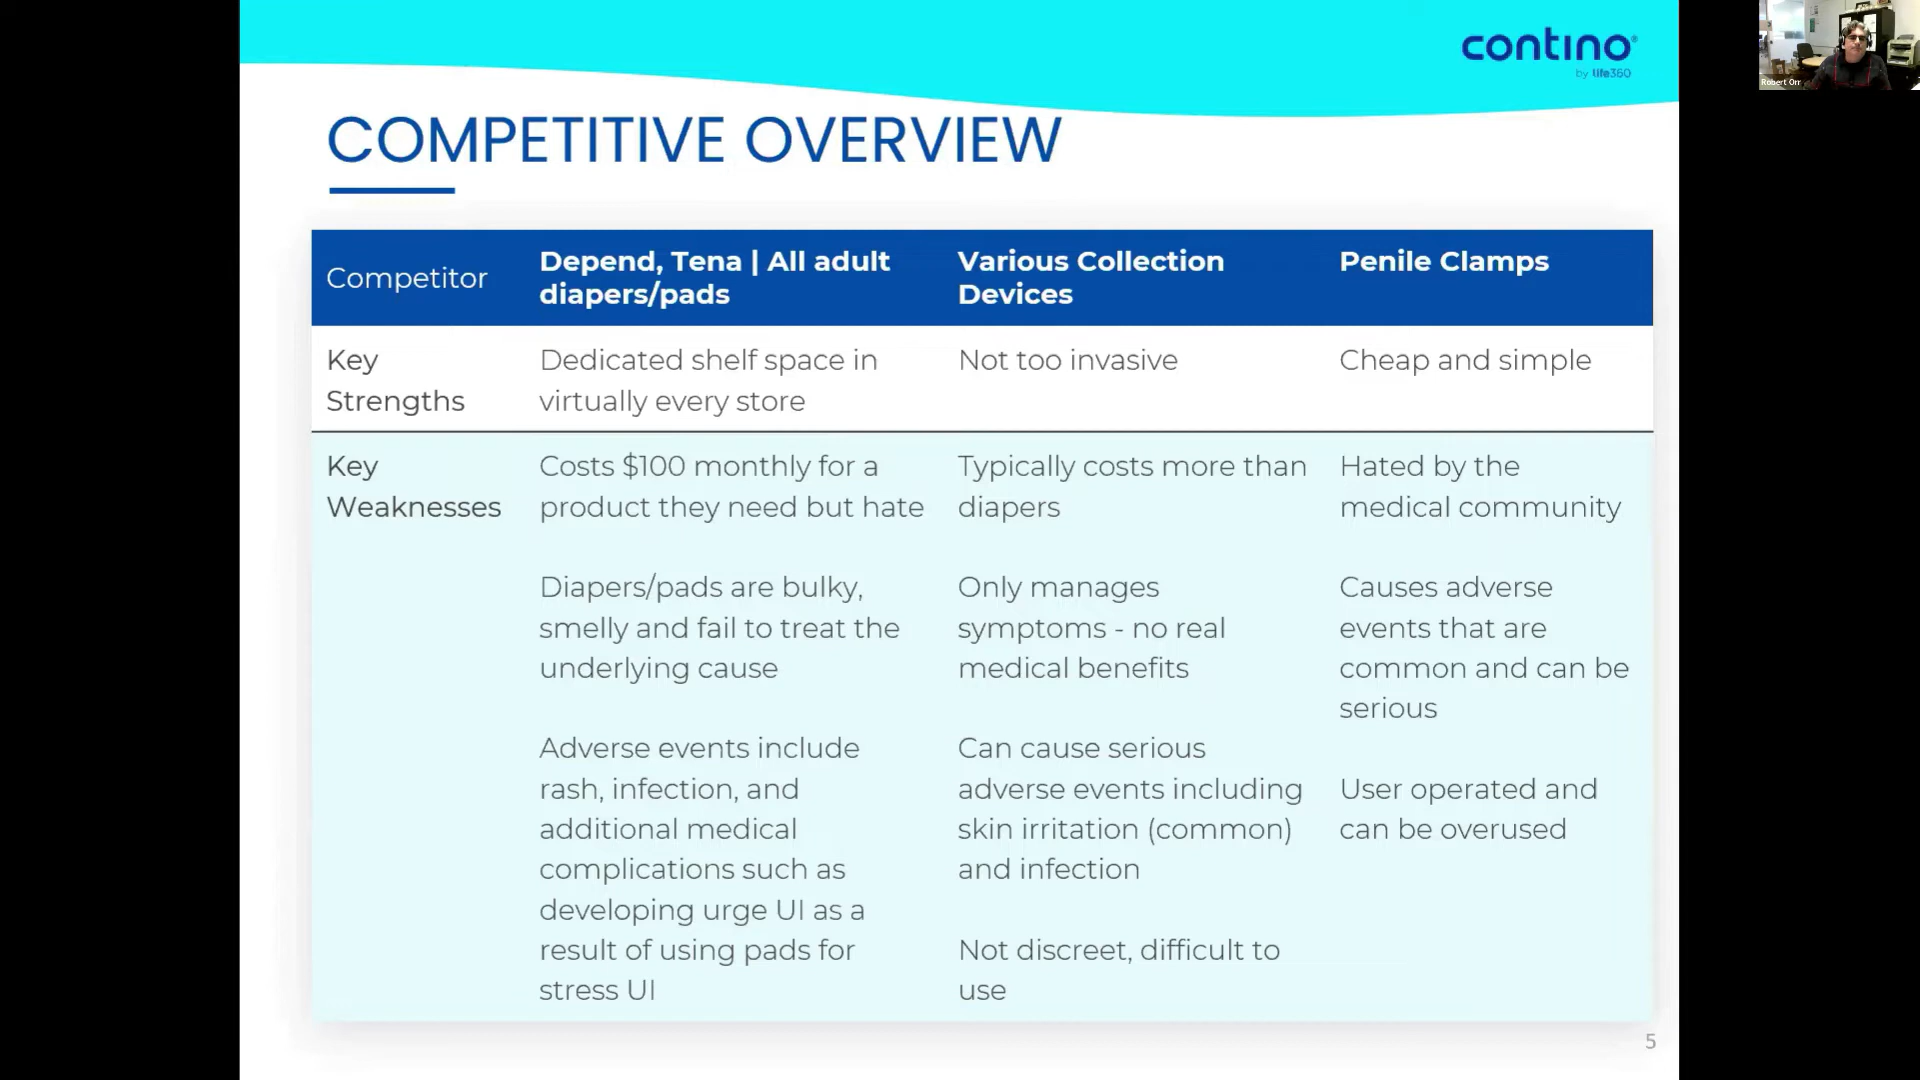 contino®
by life360
Robert Orr
COMPETITIVE OVERVIEW
Competitor
Depend, Tena | All adult
diapers/pads
Various Collection
Devices
Penile Clamps
Key
Strengths
Dedicated shelf space in
virtually every store
Not too invasive
Cheap and simple
Key
Weaknesses
Costs $100 monthly for a
product they need but hate
Diapers/pads are bulky,
smelly and fail to treat the
underlying cause
Adverse events include
rash, infection, and
additional medical
complications such as
developing urge UI as a
result of using pads for
stress UI
Typically costs more than
diapers
Only manages
symptoms - no real
medical benefits
Can cause serious
adverse events including
skin irritation (common)
and infection
Not discreet, difficult to
use
Hated by the
medical community
Causes adverse
events that are
common and can be
serious
User operated and
can be overused
5